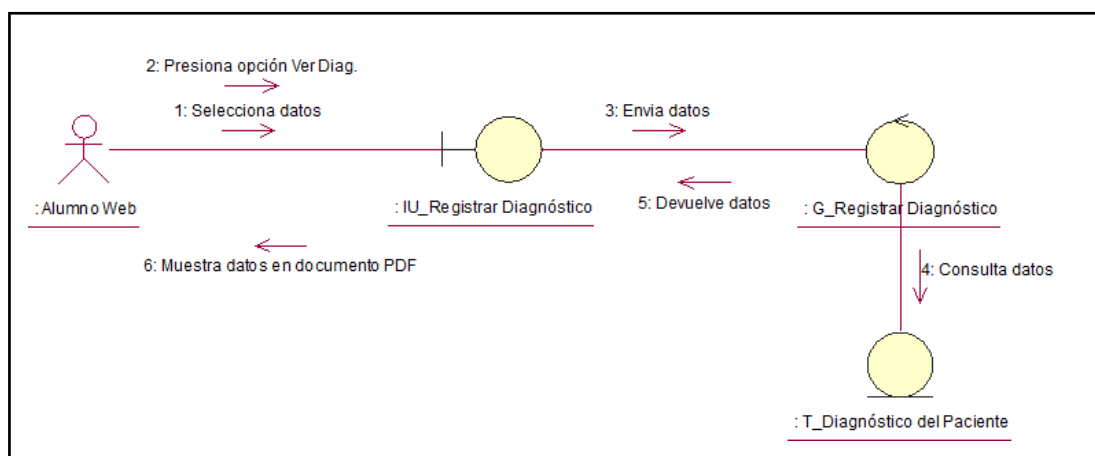 2: Presiona opción Ver Diag.
1: Selecciona datos
3: Envia datos
: Alumno Web
: IU_Registrar Diagnóstico
5: Devuelve datos
: G_Registrar Diagnóstico
6: Muestra datos en documento PDF
4: Consulta datos
: T_Diagnóstico del Paciente